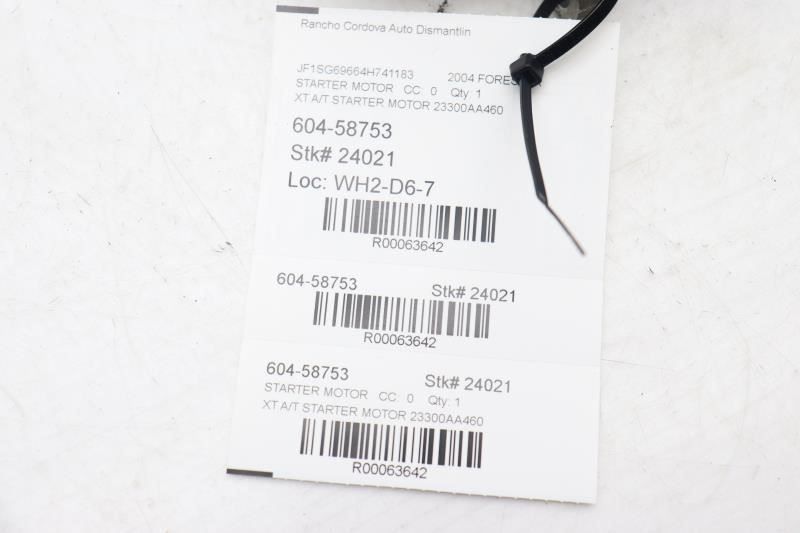 Rancho Cordova Auto Dismantlin
JF1SG69664H741183 2004 FORES
STARTER MOTOR CC: 0 Qty: 1
XT A/T STARTER MOTOR 23300AA460
604-58753
Stk# 24021
Loc: WH2-D6-7
R00063642
604-58753 Stk# 24021
R00063642
604-58753 Stk# 24021
STARTER MOTOR CC: 0 Qty: 1
XT A/T STARTER MOTOR 23300AA460
R00063642